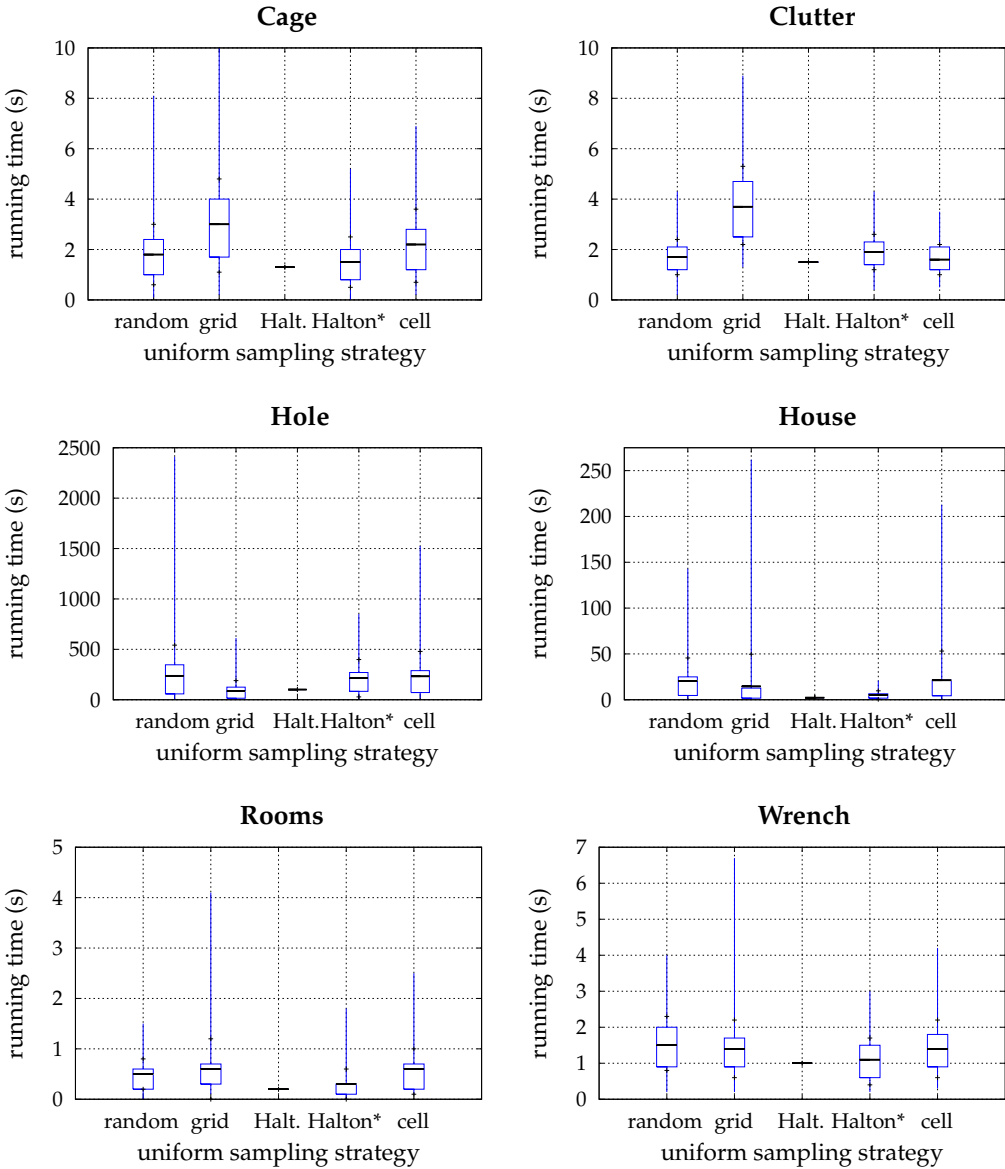 Cage
running time (s)
10
8
6
4
2
0
random grid Halt. Halton* cell
uniform sampling strategy
Clutter
running time (s)
10
8
6
4
2
0
random grid Halt. Halton* cell
uniform sampling strategy
Hole
running time (s)
2500
2000
1500
1000
500
0
random grid Halt. Halton* cell
uniform sampling strategy
House
running time (s)
250
200
150
100
50
0
random grid Halt. Halton* cell
uniform sampling strategy
Rooms
running time (s)
5
4
3
2
1
0
random grid Halt. Halton* cell
uniform sampling strategy
Wrench
running time (s)
7
6
5
4
3
2
1
0
random grid Halt. Halton* cell
uniform sampling strategy